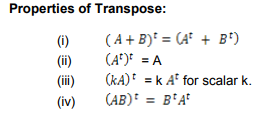 Properties of Transpose:
(i) (A + B)ᵗ = (Aᵗ + Bᵗ)
(ii) (Aᵗ)ᵗ = A
(iii) (kA)ᵗ = k Aᵗ for scalar k.
(iv) (AB)ᵗ = BᵗAᵗ